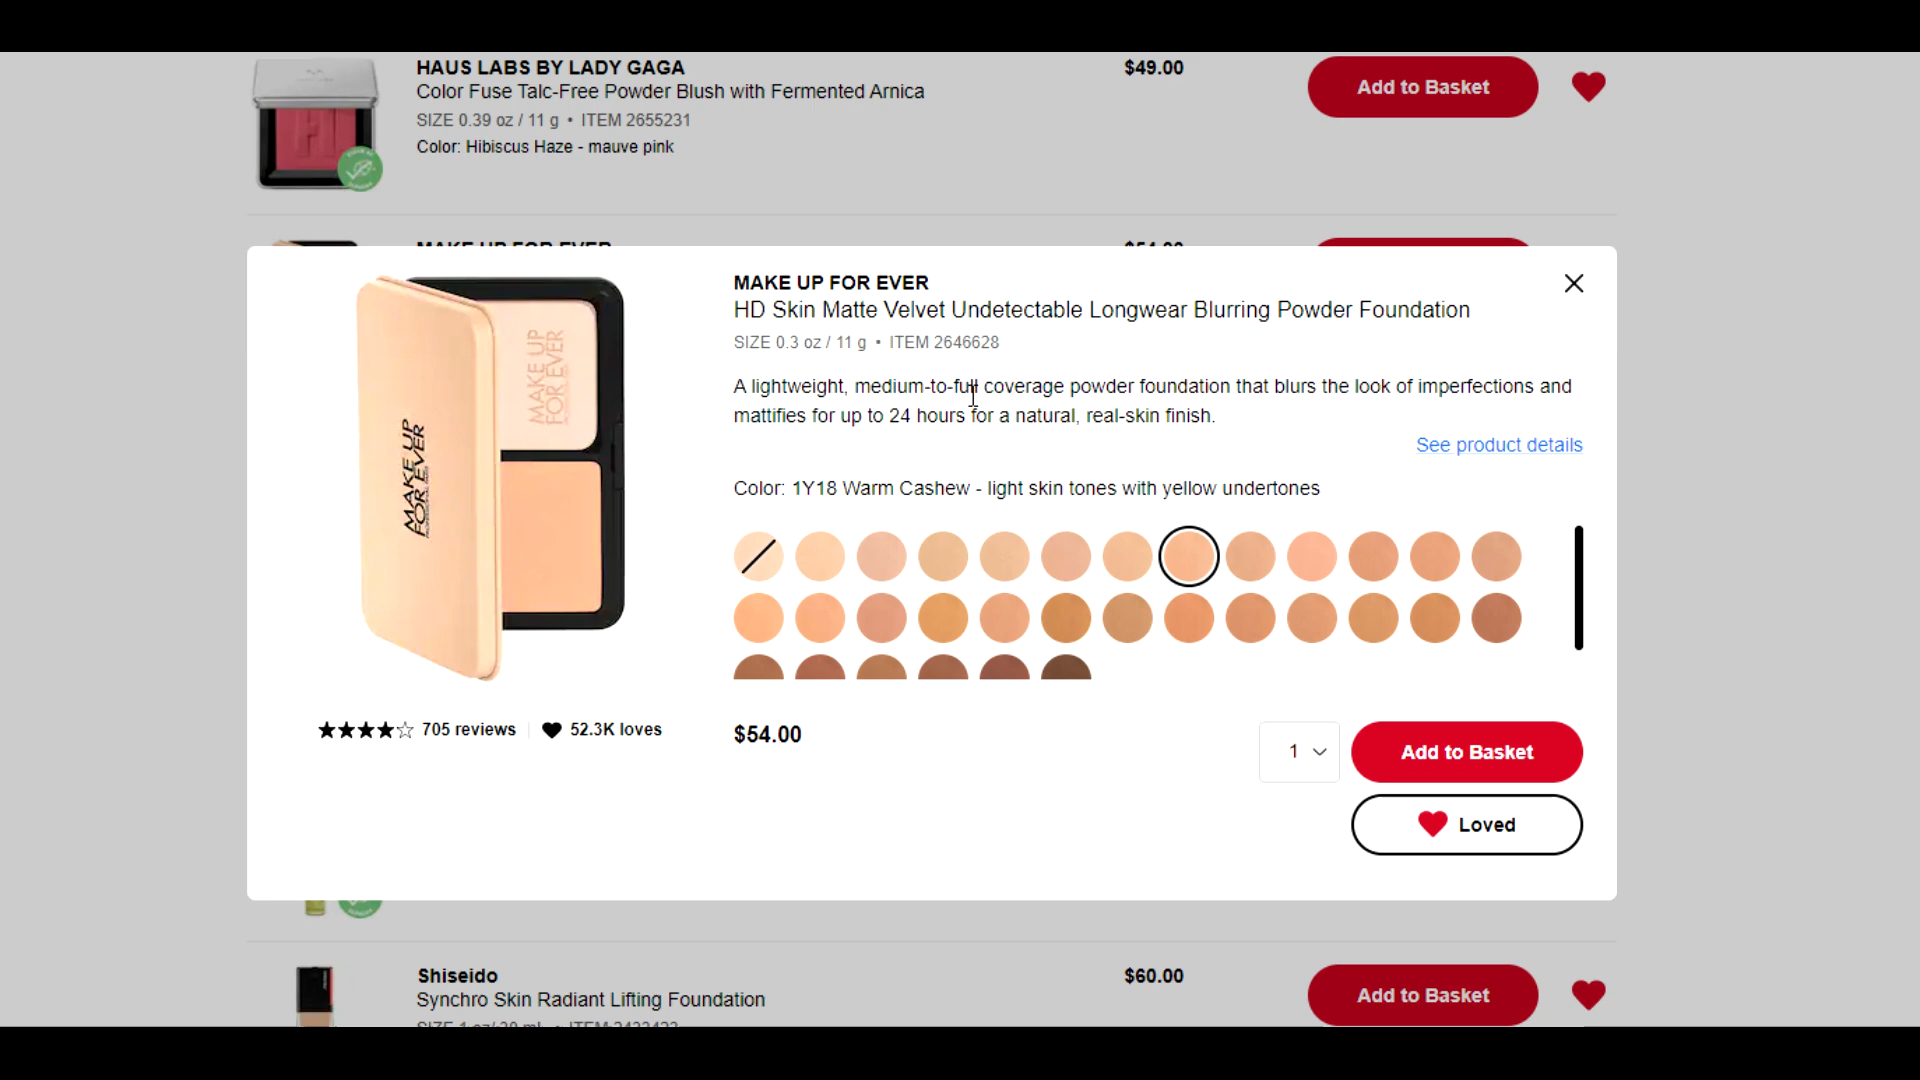 HAUS LABS BY LADY GAGA
$49.00
Add to Basket
Color Fuse Talc-Free Powder Blush with Fermented Arnica
SIZE 0.39 oz / 11 g • ITEM 2655231
Color: Hibiscus Haze - mauve pink
MAKE UP FOR EVER
$54.00
MAKE UP FOR EVER
HD Skin Matte Velvet Undetectable Longwear Blurring Powder Foundation
SIZE 0.3 oz / 11 g • ITEM 2646628
MAKE UP
FOR EVER
MAKE UP
FOR EVER
A lightweight, medium-to-full coverage powder foundation that blurs the look of imperfections and
mattifies for up to 24 hours for a natural, real-skin finish.
See product details
Color: 1Y18 Warm Cashew - light skin tones with yellow undertones
705 reviews
52.3K loves
$54.00
1
Add to Basket
Loved
Shiseido
$60.00
Add to Basket
Synchro Skin Radiant Lifting Foundation